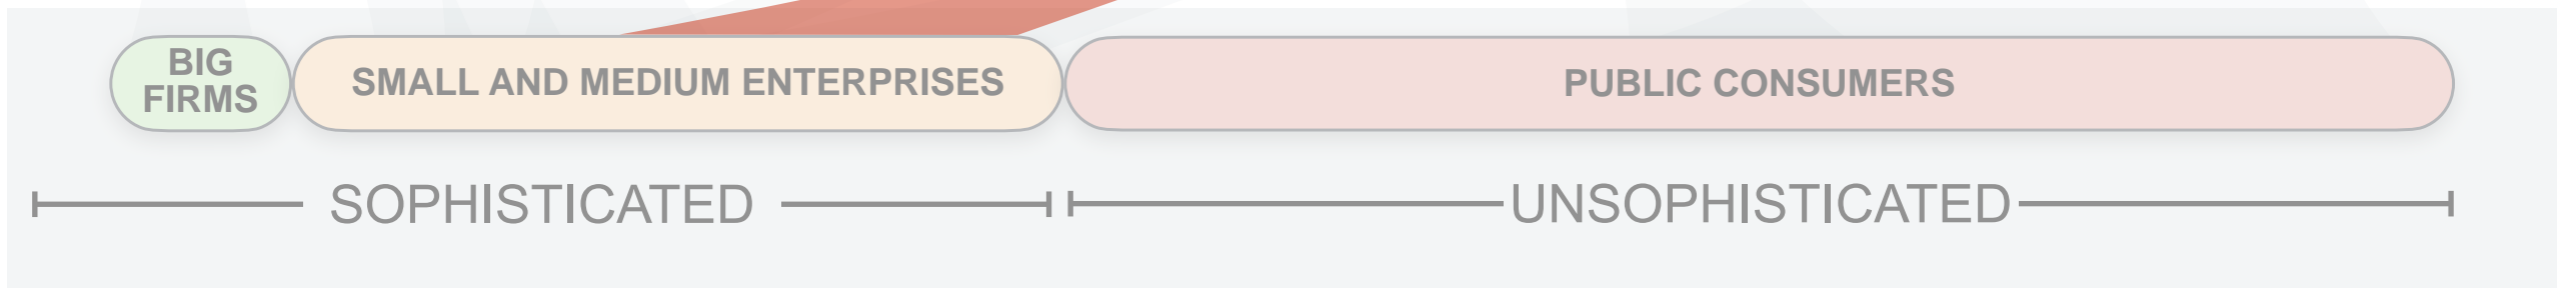 BIG
FIRMS
SMALL AND MEDIUM ENTERPRISES
PUBLIC CONSUMERS
SOPHISTICATED
UNSOPHISTICATED